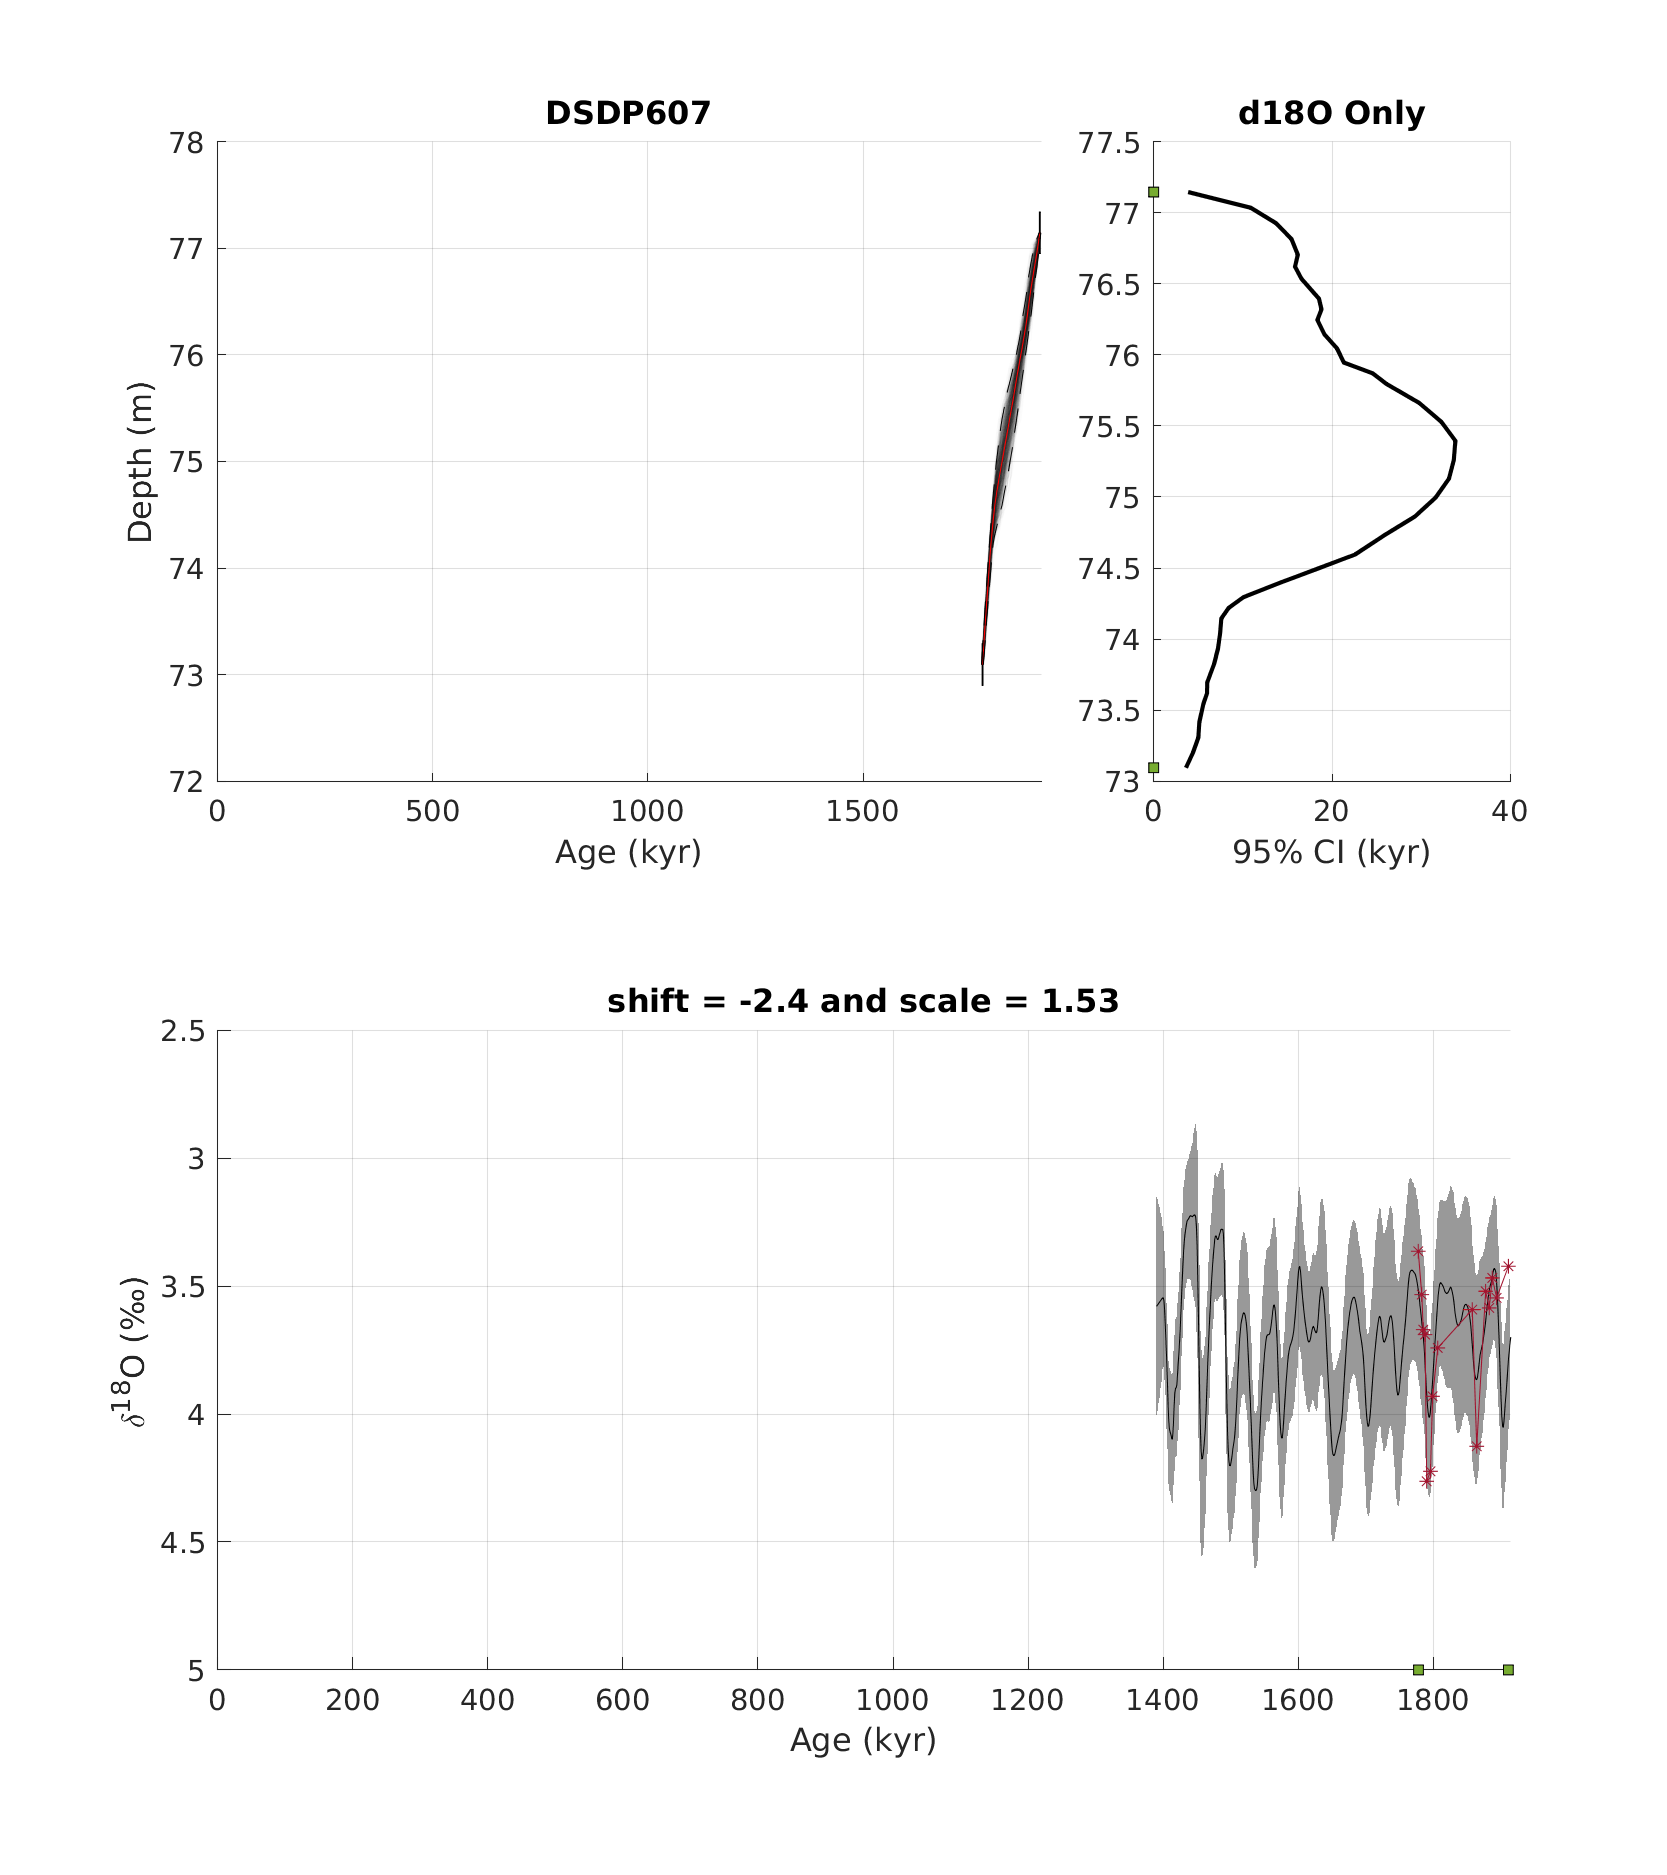 DSDP607
78
77
76
75
74
73
72
Depth (m)
0 500 1000 1500
Age (kyr)
d18O Only
77.5
77
76.5
76
75.5
75
74.5
74
73.5
73
0 20 40
95% CI (kyr)
shift = -2.4 and scale = 1.53
2.5
3
3.5
4
4.5
5
δ¹⁸O (‰)
0 200 400 600 800 1000 1200 1400 1600 1800
Age (kyr)